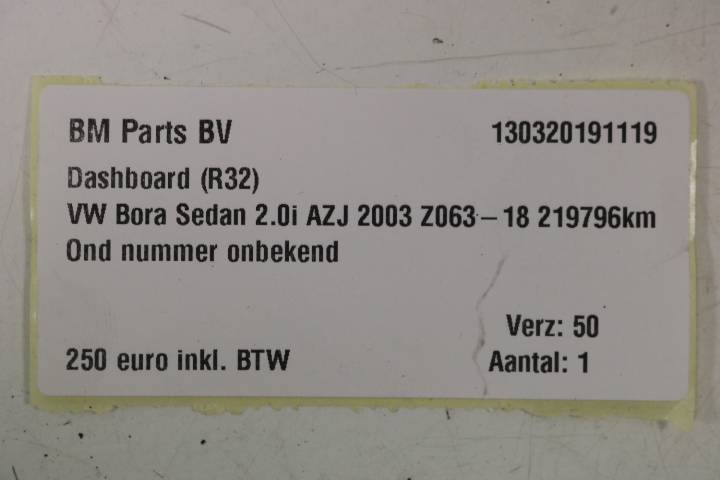 BM Parts BV 130320191119
Dashboard (R32)
VW Bora Sedan 2.0i AZJ 2003 Z063-18 219796km
Ond nummer onbekend
Verz: 50
250 euro inkl. BTW Aantal: 1